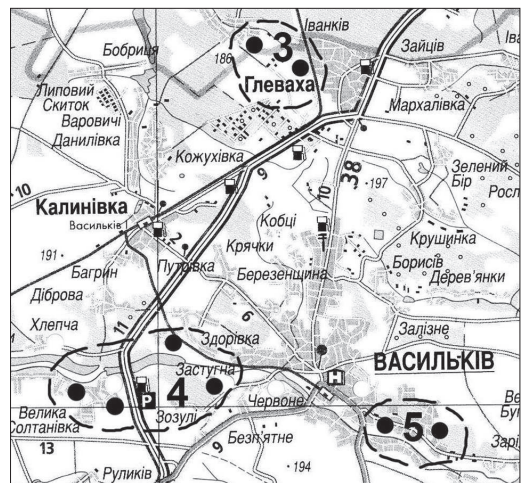 Іванків
3
Бобриця
186
Зайців
Глеваха
Липовий
Скиток
Варовичі
Данилівка
Мархалівка
38
Кожухівка
9
Зелений
Бір
10
10
197
Росл
Калинівка
Васильків
Кобці
2
Крячки
Крушинка
191
Багрин
Путрівка
Березенщина
Борисів
Дерев'янки
Діброва
6
11
Хлепча
Здорівка
Залізне
ВАСИЛЬКІВ
Застугна
4
Н
Р
Велика
Солтанівка
Зозулі
Червоне
5
Безп'ятне
13
9
194
Руликів